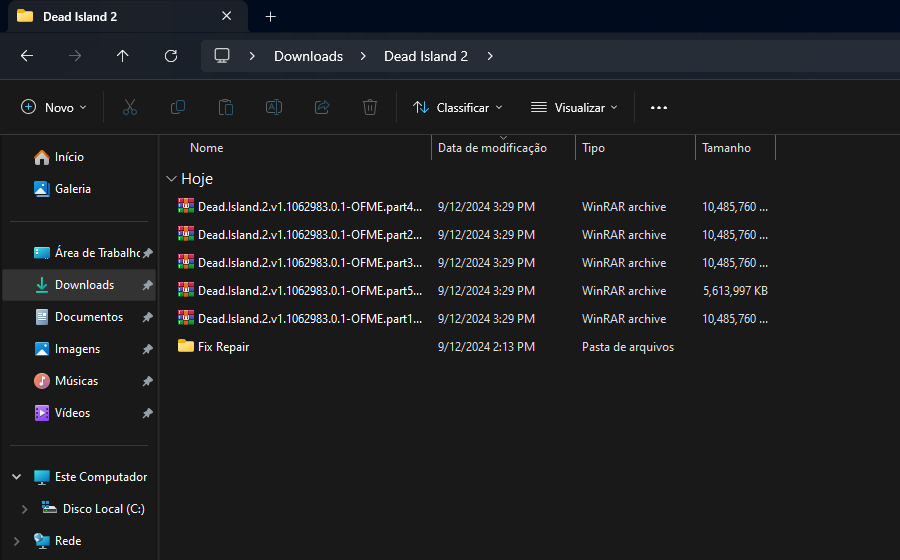 Dead Island 2
Downloads Dead Island 2
Novo Classificar Visualizar
Início
Galeria
Área de Trabalho
Downloads
Documentos
Imagens
Músicas
Vídeos
Este Computador
Disco Local (C:)
Rede
Nome Data de modificação Tipo Tamanho
Hoje
Dead.Island.2.v1.1062983.0.1-OFME.part4... 9/12/2024 3:29 PM WinRAR archive 10,485,760 ...
Dead.Island.2.v1.1062983.0.1-OFME.part2... 9/12/2024 3:29 PM WinRAR archive 10,485,760 ...
Dead.Island.2.v1.1062983.0.1-OFME.part3... 9/12/2024 3:29 PM WinRAR archive 10,485,760 ...
Dead.Island.2.v1.1062983.0.1-OFME.part5... 9/12/2024 3:29 PM WinRAR archive 5,613,997 KB
Dead.Island.2.v1.1062983.0.1-OFME.part1... 9/12/2024 3:29 PM WinRAR archive 10,485,760 ...
Fix Repair 9/12/2024 2:13 PM Pasta de arquivos